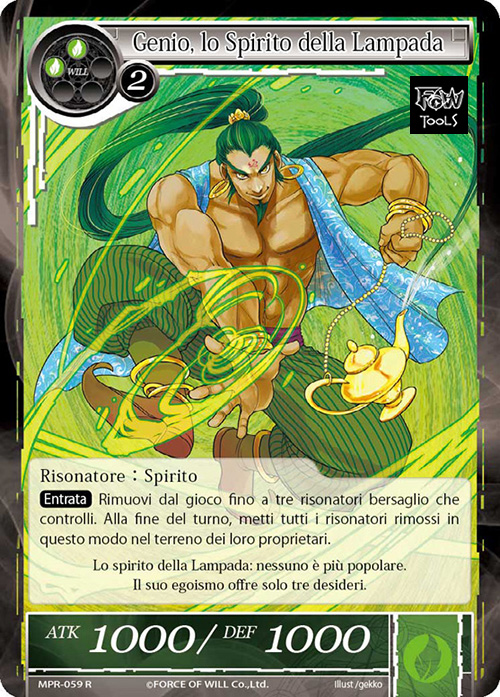 Genio, lo Spirito della Lampada
WILL
2
FOW
TOOLS
Risonatore : Spirito
Entrata Rimuovi dal gioco fino a tre risonatori bersaglio che
controlli. Alla fine del turno, metti tutti i risonatori rimossi in
questo modo nel terreno dei loro proprietari.
Lo spirito della Lampada: nessuno è più popolare.
Il suo egoismo offre solo tre desideri.
ATK 1000 / DEF 1000
MPR-059 R ©FORCE OF WILL Co.,Ltd. Illust /gekko